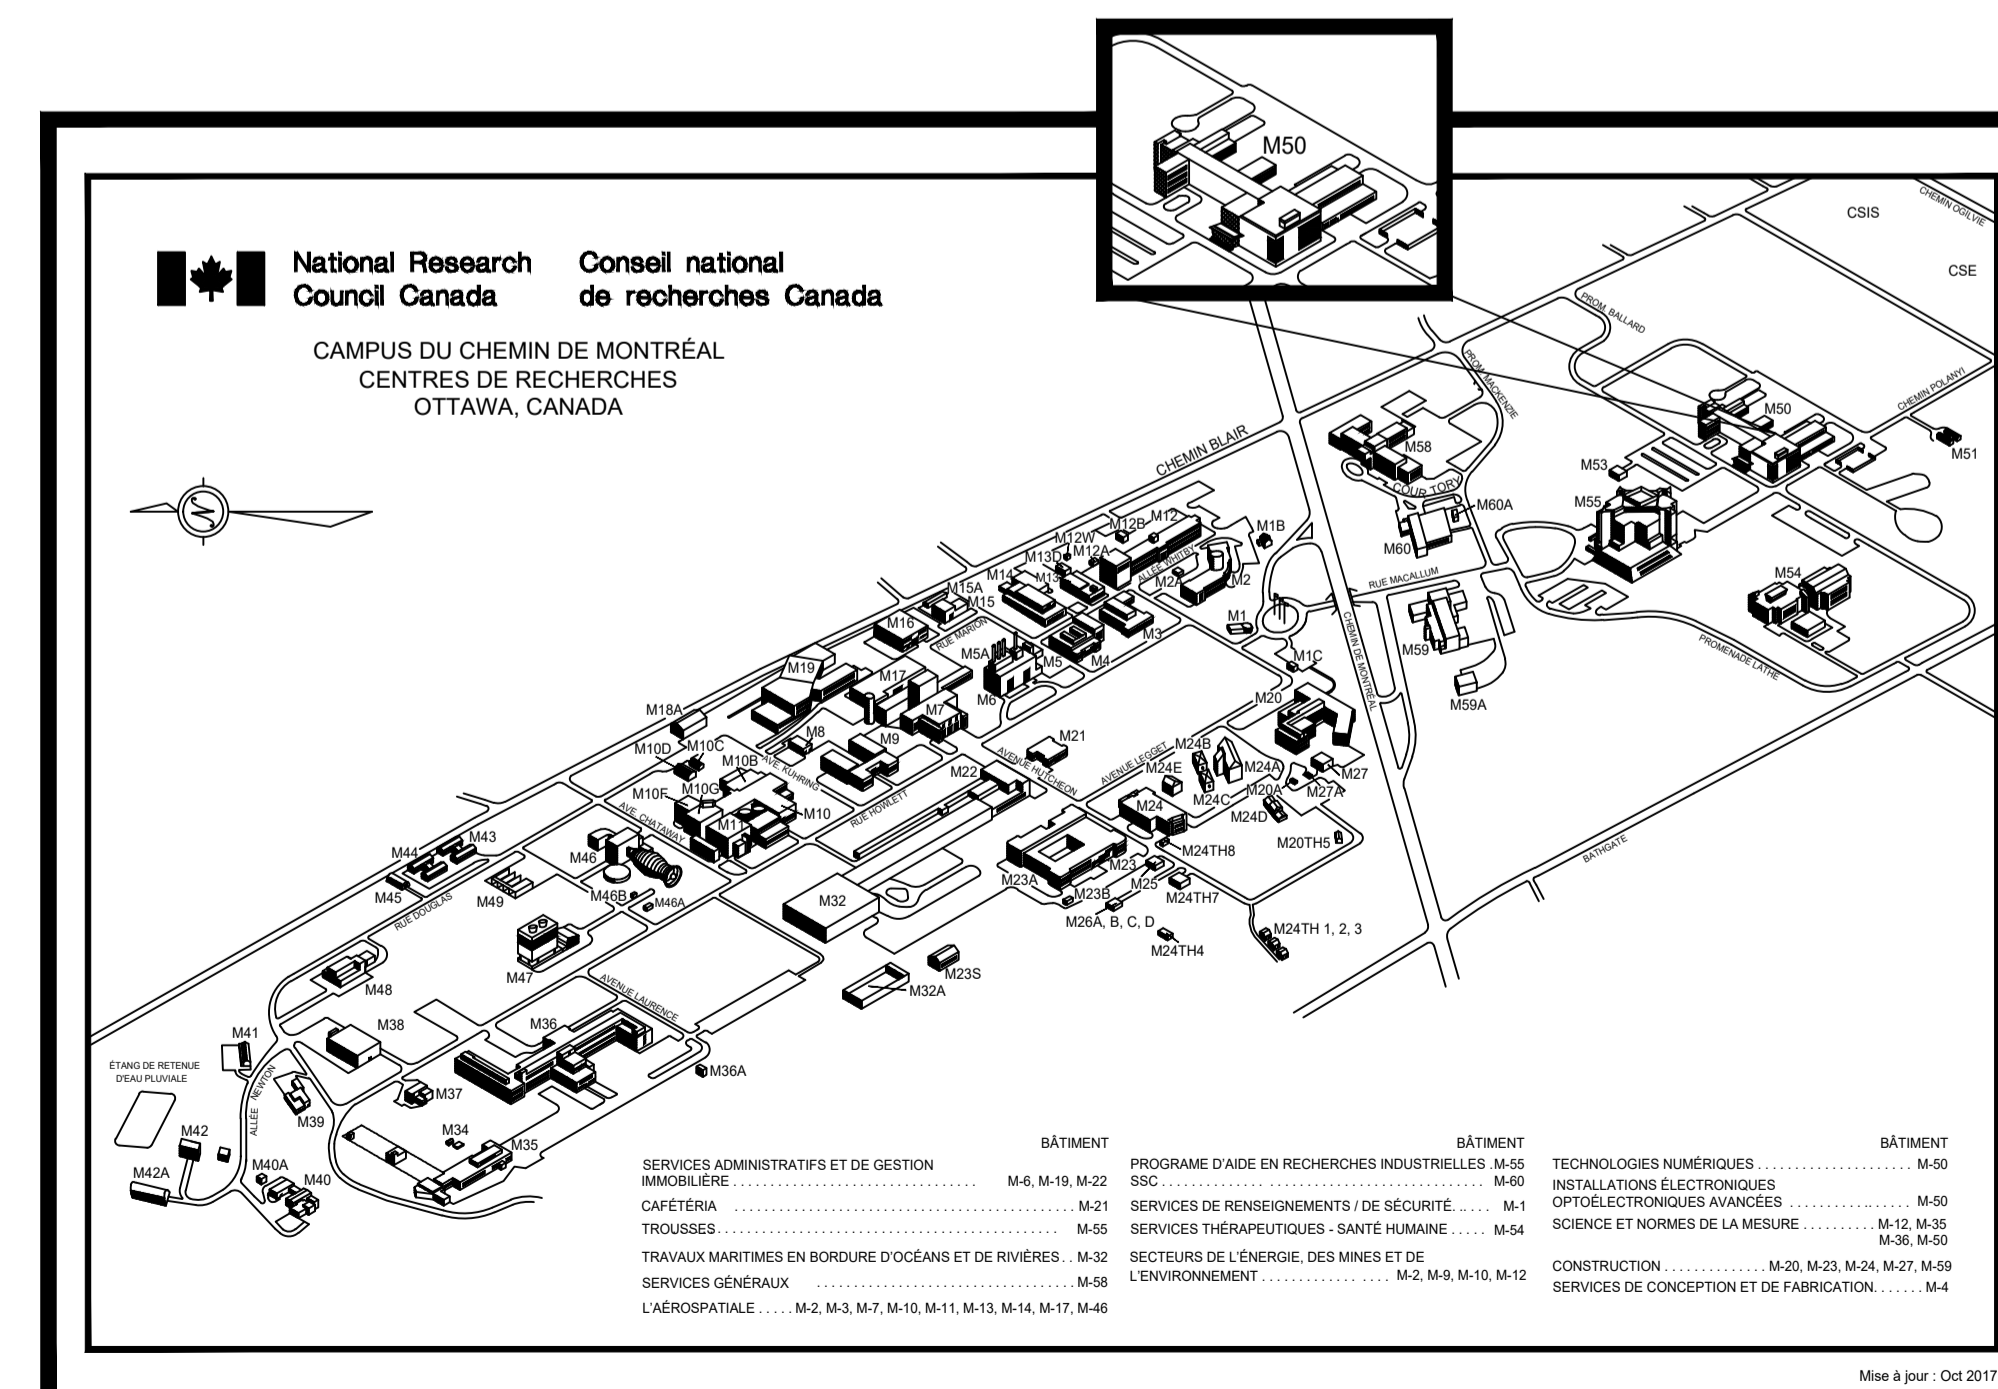 M50
National Research Council Canada
Conseil national de recherches Canada
CAMPUS DU CHEMIN DE MONTRÉAL
CENTRES DE RECHERCHES
OTTAWA, CANADA
N
CSIS
CHEMIN OGILVIE
CSE
PROM. BALLARD
PROM. MACKENZIE
CHEMIN POLANYI
M50
M51
M53
M55
M54
CHEMIN BLAIR
M58
COUR TORY
M60A
M60
RUE MACALLUM
M59
M59A
PROMENADE LATHE
CHEMIN DE MONTRÉAL
BATHGATE
M12B
M12
M1B
M12W
M12A
M13D
M13
ALLÉE WHITBY
M2A
M2
M14
M15A
M15
M16
RUE MARION
M1
M3
M4
M5
M5A
M6
M1C
M19
M17
M7
M20
M18A
M8
M9
M21
M10D
M10C
M10B
AVE. KUHRING
M22
AVENUE HUTCHEON
AVENUE LEGGET
M24B
M24E
M24A
M24C
M27
M20A
M27A
M10F
M10G
M10
M11
AVE. CHATAWAY
RUE HOWLETT
M24
M24D
M20TH5
M24TH8
M43
M44
M45
M46
M49
M46B
M46A
M32
M23
M23A
M23B
M25
M24TH7
M26A, B, C, D
M24TH 1, 2, 3
M24TH4
RUE DOUGLAS
M48
M47
M23S
M32A
AVENUE LAURENCE
M38
M36
M41
M36A
ÉTANG DE RETENUE
D'EAU PLUVIALE
ALLÉE NEWTON
M39
M37
M34
M35
M42
M42A
M40A
M40
BÂTIMENT
SERVICES ADMINISTRATIFS ET DE GESTION
IMMOBILIÈRE . . . . . . . . . . . . . . . . . . . . . . . . . . . . . . . . . M-6, M-19, M-22
CAFÉTÉRIA . . . . . . . . . . . . . . . . . . . . . . . . . . . . . . . . . . . . . . . . . . . . . . M-21
TROUSSES . . . . . . . . . . . . . . . . . . . . . . . . . . . . . . . . . . . . . . . . . . . . . . M-55
TRAVAUX MARITIMES EN BORDURE D'OCÉANS ET DE RIVIÈRES . . M-32
SERVICES GÉNÉRAUX . . . . . . . . . . . . . . . . . . . . . . . . . . . . . . . . . . . M-58
L'AÉROSPATIALE . . . . . M-2, M-3, M-7, M-10, M-11, M-13, M-14, M-17, M-46
BÂTIMENT
PROGRAME D'AIDE EN RECHERCHES INDUSTRIELLES . M-55
SSC . . . . . . . . . . . . . . . . . . . . . . . . . . . . . . . . . . . . . . . . . . . M-60
SERVICES DE RENSEIGNEMENTS / DE SÉCURITÉ. . . . . . M-1
SERVICES THÉRAPEUTIQUES - SANTÉ HUMAINE . . . . . M-54
SECTEURS DE L'ÉNERGIE, DES MINES ET DE
L'ENVIRONNEMENT . . . . . . . . . . . . . . . . . M-2, M-9, M-10, M-12
BÂTIMENT
TECHNOLOGIES NUMÉRIQUES . . . . . . . . . . . . . . . . . . . . . M-50
INSTALLATIONS ÉLECTRONIQUES
OPTOÉLECTRONIQUES AVANCÉES . . . . . . . . . . . . . . . . . M-50
SCIENCE ET NORMES DE LA MESURE . . . . . . . . . . M-12, M-35
M-36, M-50
CONSTRUCTION . . . . . . . . . . . . . . M-20, M-23, M-24, M-27, M-59
SERVICES DE CONCEPTION ET DE FABRICATION. . . . . . . M-4
Mise à jour : Oct 2017